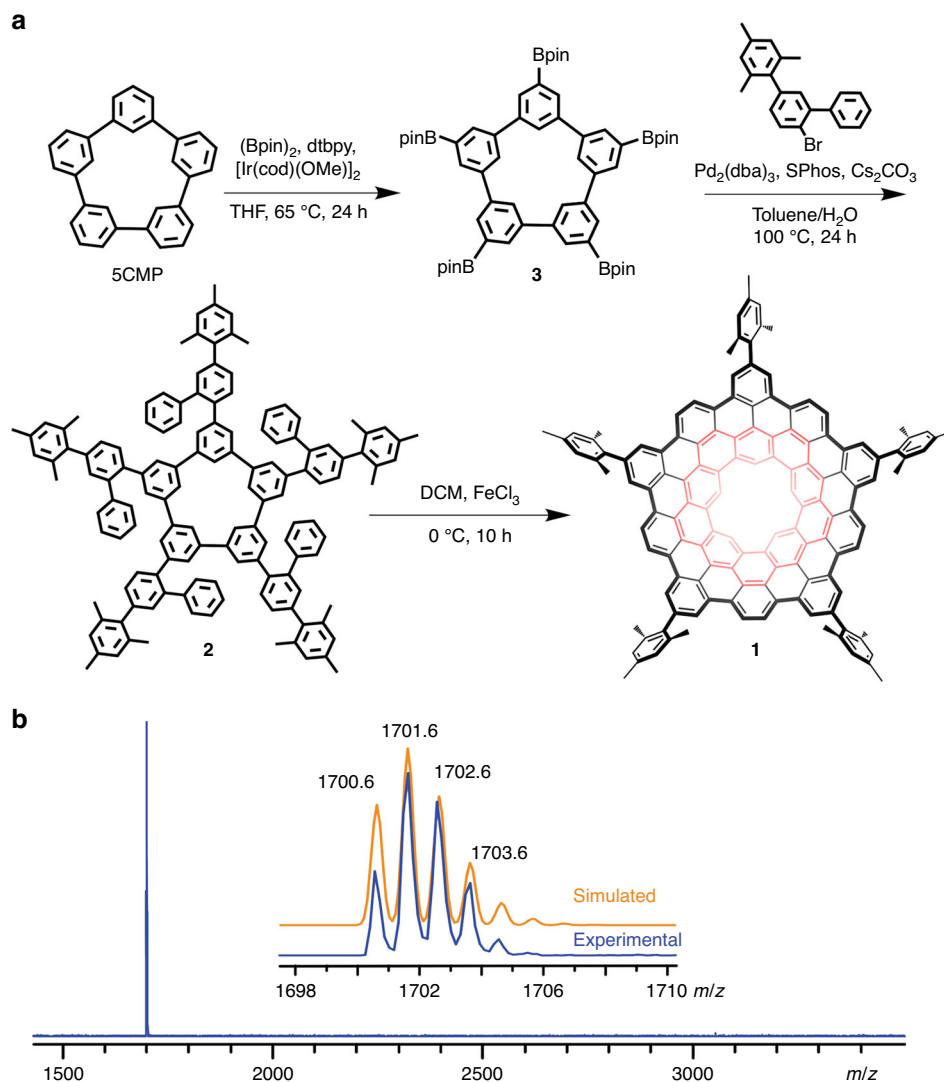 a
Bpin
Br
(Bpin)₂, dtbpy,
[Ir(cod)(OMe)]₂
THF, 65 °C, 24 h
pinB
Bpin
Pd₂(dba)₃, SPhos, Cs₂CO₃
Toluene/H₂O
100 °C, 24 h
pinB
Bpin
5CMP
3
DCM, FeCl₃
0 °C, 10 h
2
1
b
1701.6
1700.6
1702.6
1703.6
Simulated
Experimental
1698
1702
1706
1710
m/z
1500
2000
2500
3000
m/z